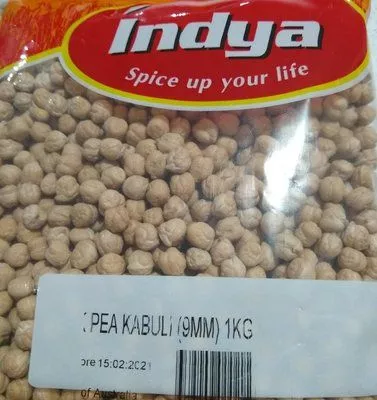 Indya
Spice up your life
PEA KABULI (9MM) 1KG
ore 15:02:2021
of Australia